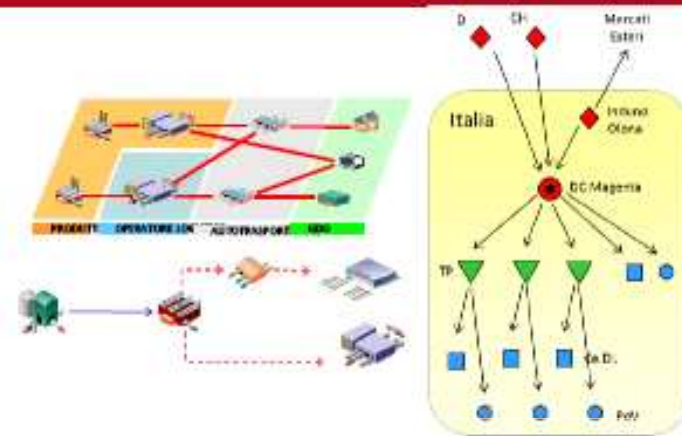 D
CH
Mercati
Esteri
Italia
Induno
Olona
DC Magenta
PRODUTT
OPERATORE LOG
AUTOTRASPORT
GDO
TP
Ce.Di.
PdV